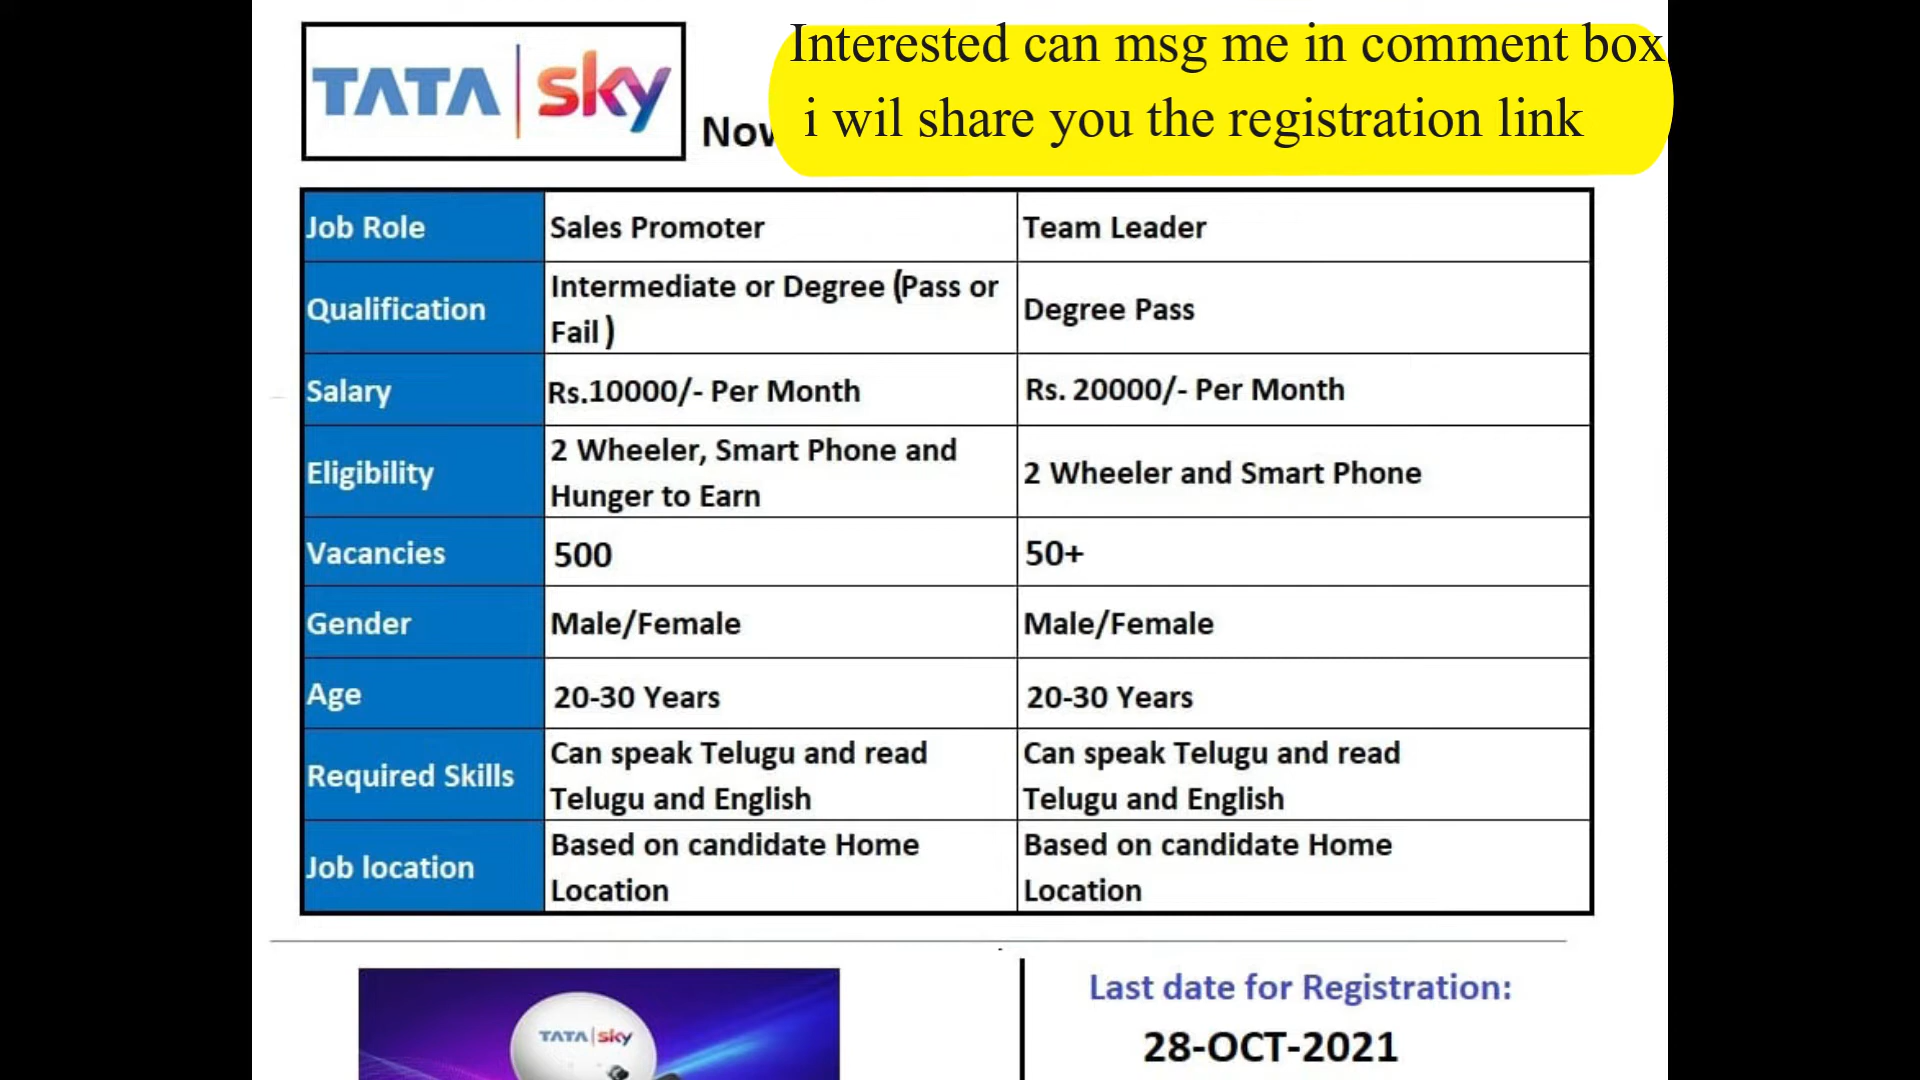 TATA sky
Interested can msg me in comment box
i wil share you the registration link
Job Role Sales Promoter Team Leader
Qualification Intermediate or Degree (Pass or
Fail) Degree Pass
Salary Rs.10000/- Per Month Rs. 20000/- Per Month
Eligibility 2 Wheeler, Smart Phone and
Hunger to Earn 2 Wheeler and Smart Phone
Vacancies 500 50+
Gender Male/Female Male/Female
Age 20-30 Years 20-30 Years
Required Skills Can speak Telugu and read
Telugu and English Can speak Telugu and read
Telugu and English
Job location Based on candidate Home
Location Based on candidate Home
Location
TATA sky
Last date for Registration:
28-OCT-2021